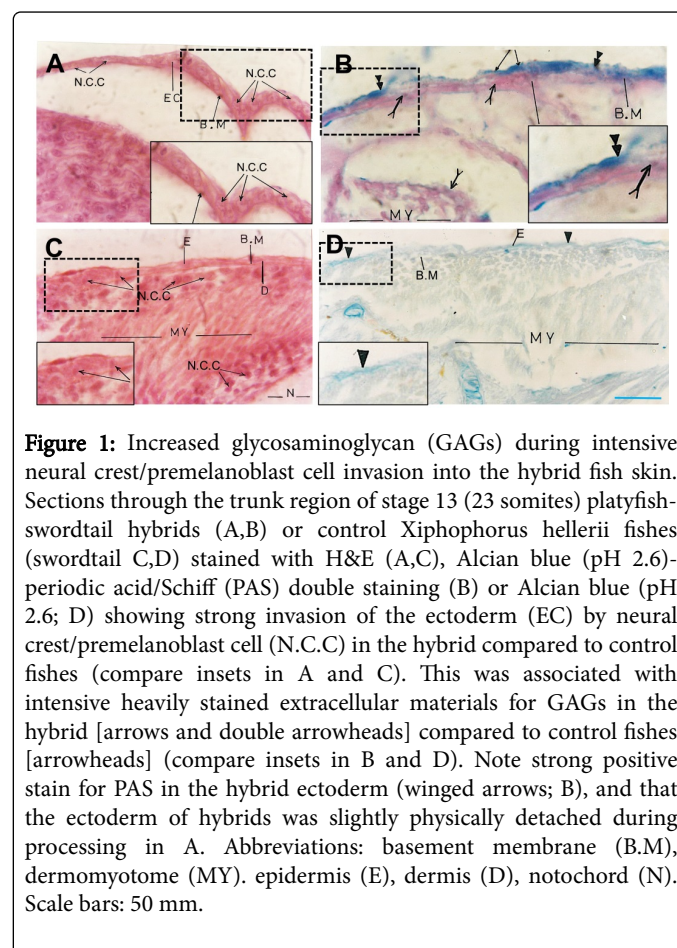 A
N.C.C
E C
N.C.C
B.M
N.C.C
B
B.M
MY
C
E
B.M
N.C.C
D
MY
N.C.C
N
D
E
B.M
MY
Figure 1: Increased glycosaminoglycan (GAGs) during intensive
neural crest/premelanoblast cell invasion into the hybrid fish skin.
Sections through the trunk region of stage 13 (23 somites) platyfish-
swordtail hybrids (A,B) or control Xiphophorus hellerii fishes
(swordtail C,D) stained with H&E (A,C), Alcian blue (pH 2.6)-
periodic acid/Schiff (PAS) double staining (B) or Alcian blue (pH
2.6; D) showing strong invasion of the ectoderm (EC) by neural
crest/premelanoblast cell (N.C.C) in the hybrid compared to control
fishes (compare insets in A and C). This was associated with
intensive heavily stained extracellular materials for GAGs in the
hybrid [arrows and double arrowheads] compared to control fishes
[arrowheads] (compare insets in B and D). Note strong positive
stain for PAS in the hybrid ectoderm (winged arrows; B), and that
the ectoderm of hybrids was slightly physically detached during
processing in A. Abbreviations: basement membrane (B.M),
dermomyotome (MY). epidermis (E), dermis (D), notochord (N).
Scale bars: 50 mm.